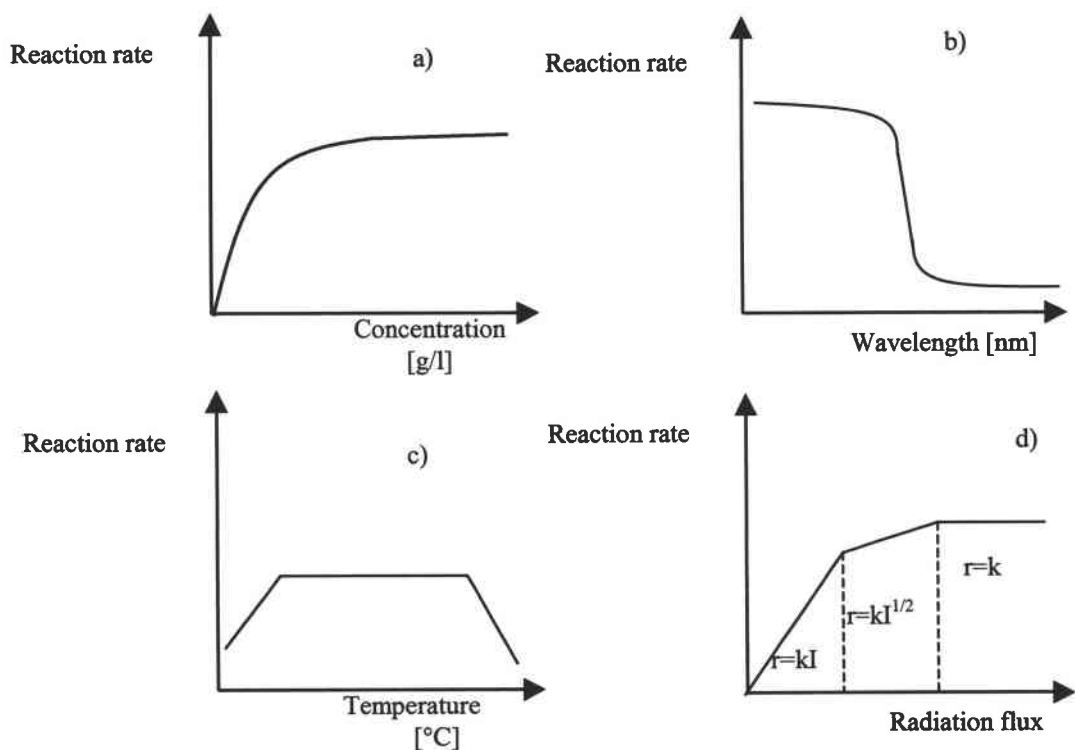 Reaction rate
a)
Concentration
[g/l]
Reaction rate
b)
Wavelength [nm]
Reaction rate
c)
Temperature
[°C]
Reaction rate
d)
r=k
r=kI^{1/2}
r=kI
Radiation flux